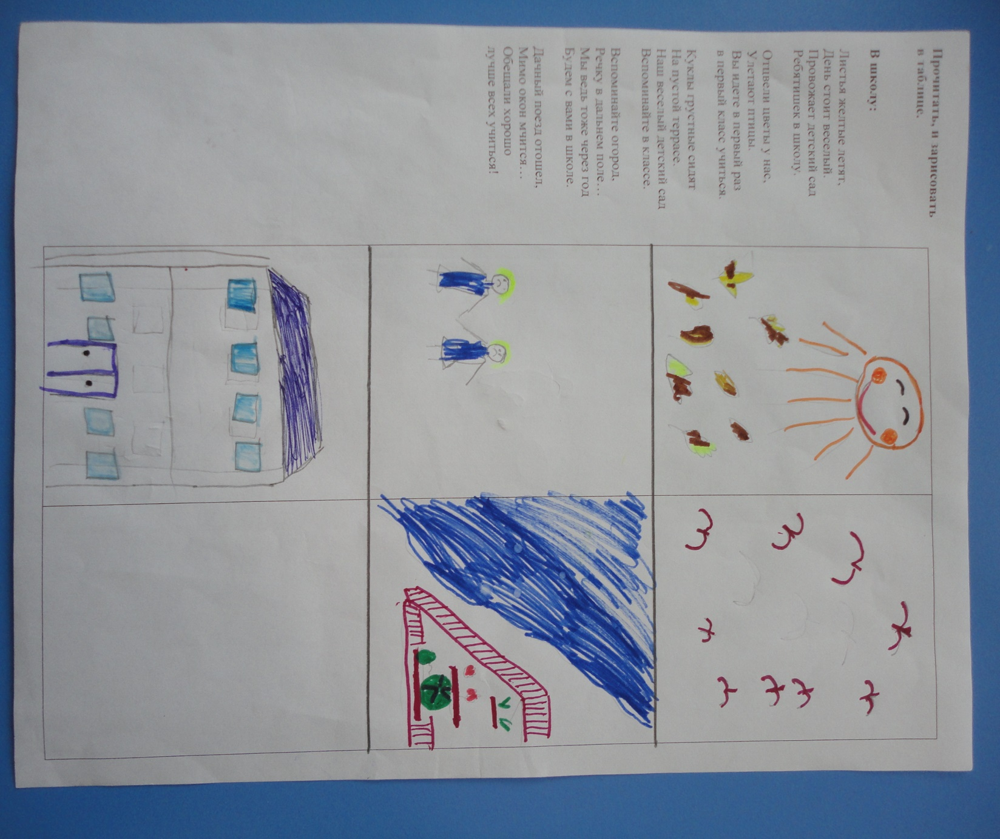 Прочитать, и зарисовать
в таблице.
В школу:
Листья желтые летят,
День стоит веселый.
Провожает детский сад
Ребятишек в школу.
Отцвели цветы у нас,
Улетают птицы.
Вы идете в первый раз
в первый класс учиться.
Куклы грустные сидят
На пустой террасе.
Наш веселый детский сад
Вспоминайте в классе.
Вспоминайте огород,
Речку в дальнем поле…
Мы ведь тоже через год
Будем с вами в школе.
Дачный поезд отошел,
Мимо окон мчится…
Обещали хорошо
лучше всех учиться!